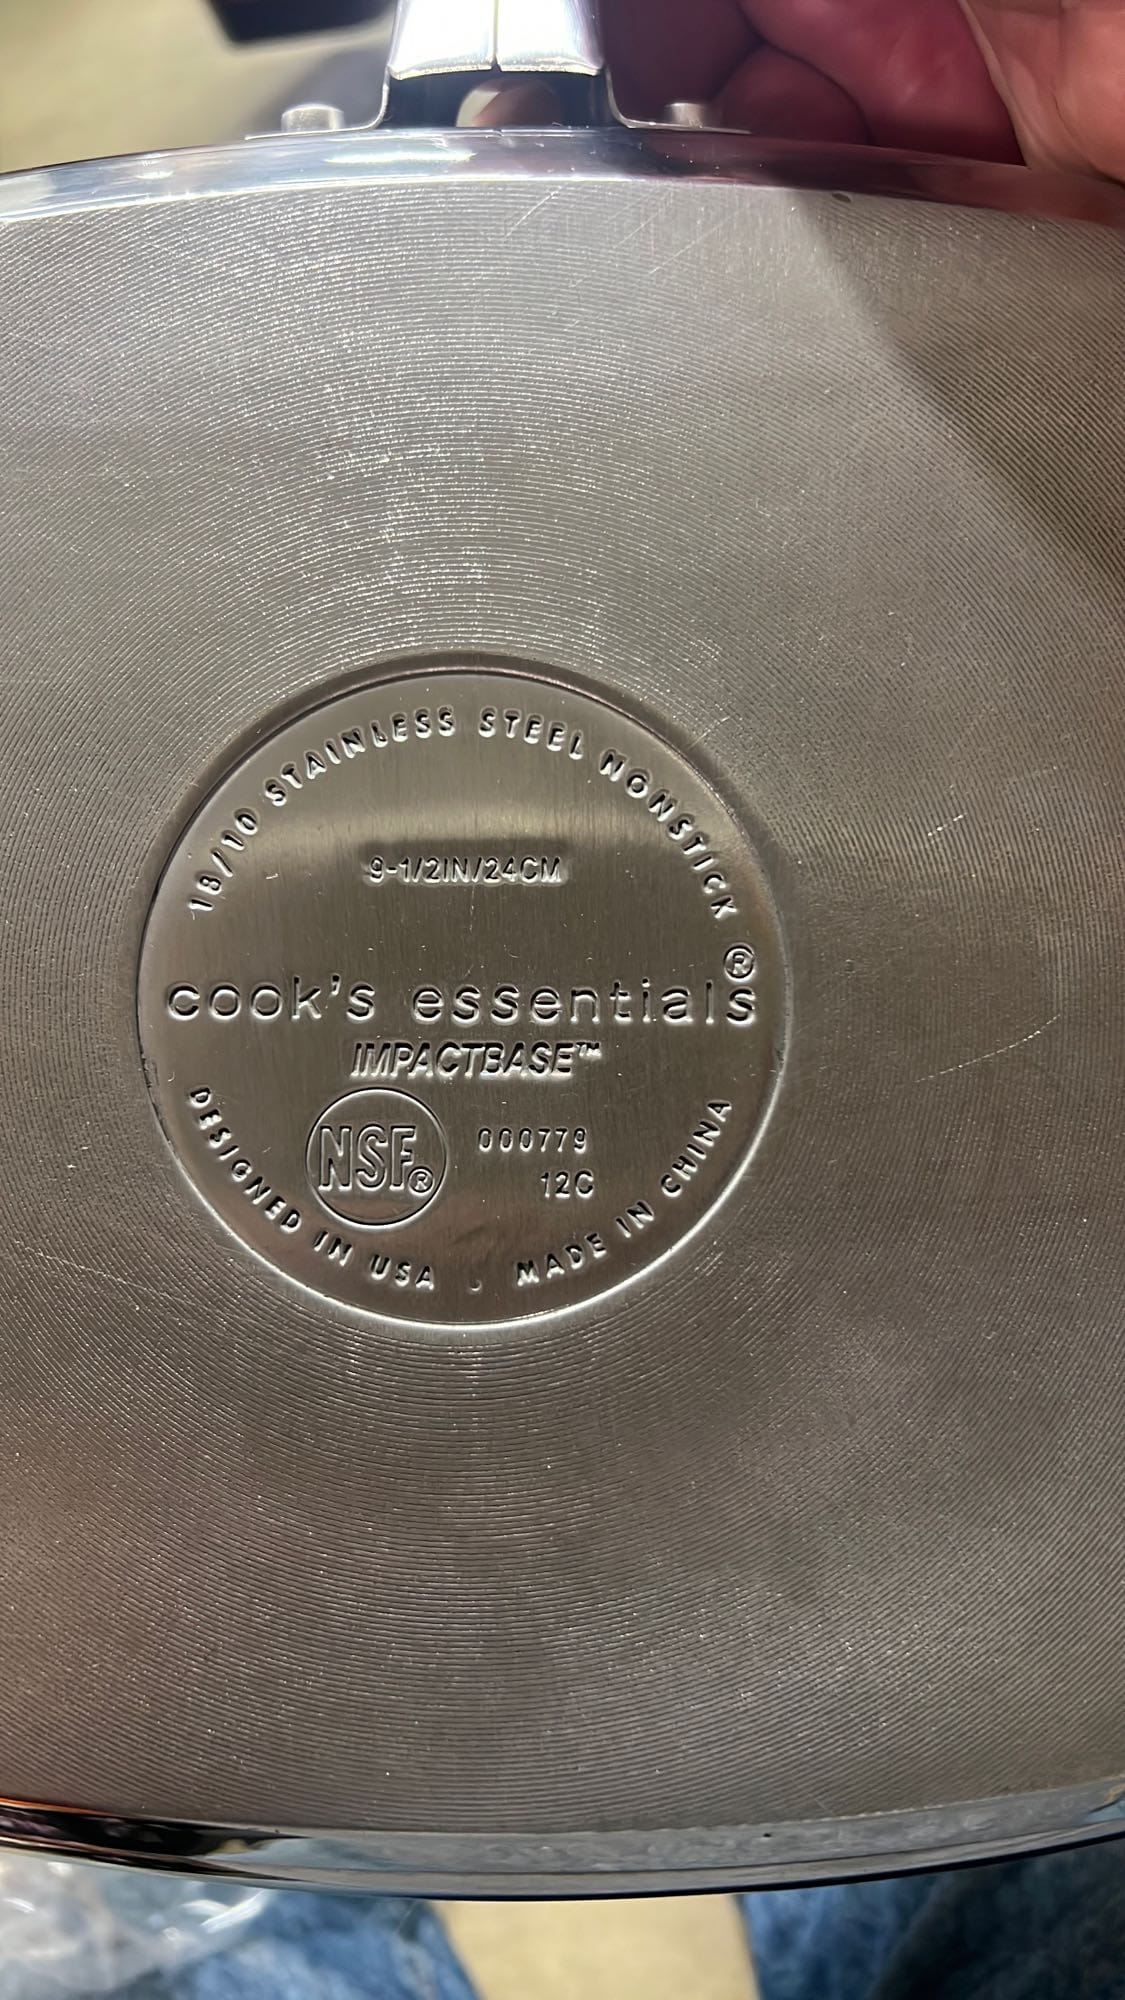 18/10 STAINLESS STEEL NONSTICK
9-1/2IN/24CM
cook's essentials®
IMPACTBASE™
NSF®
000779
12C
DESIGNED IN USA . MADE IN CHINA